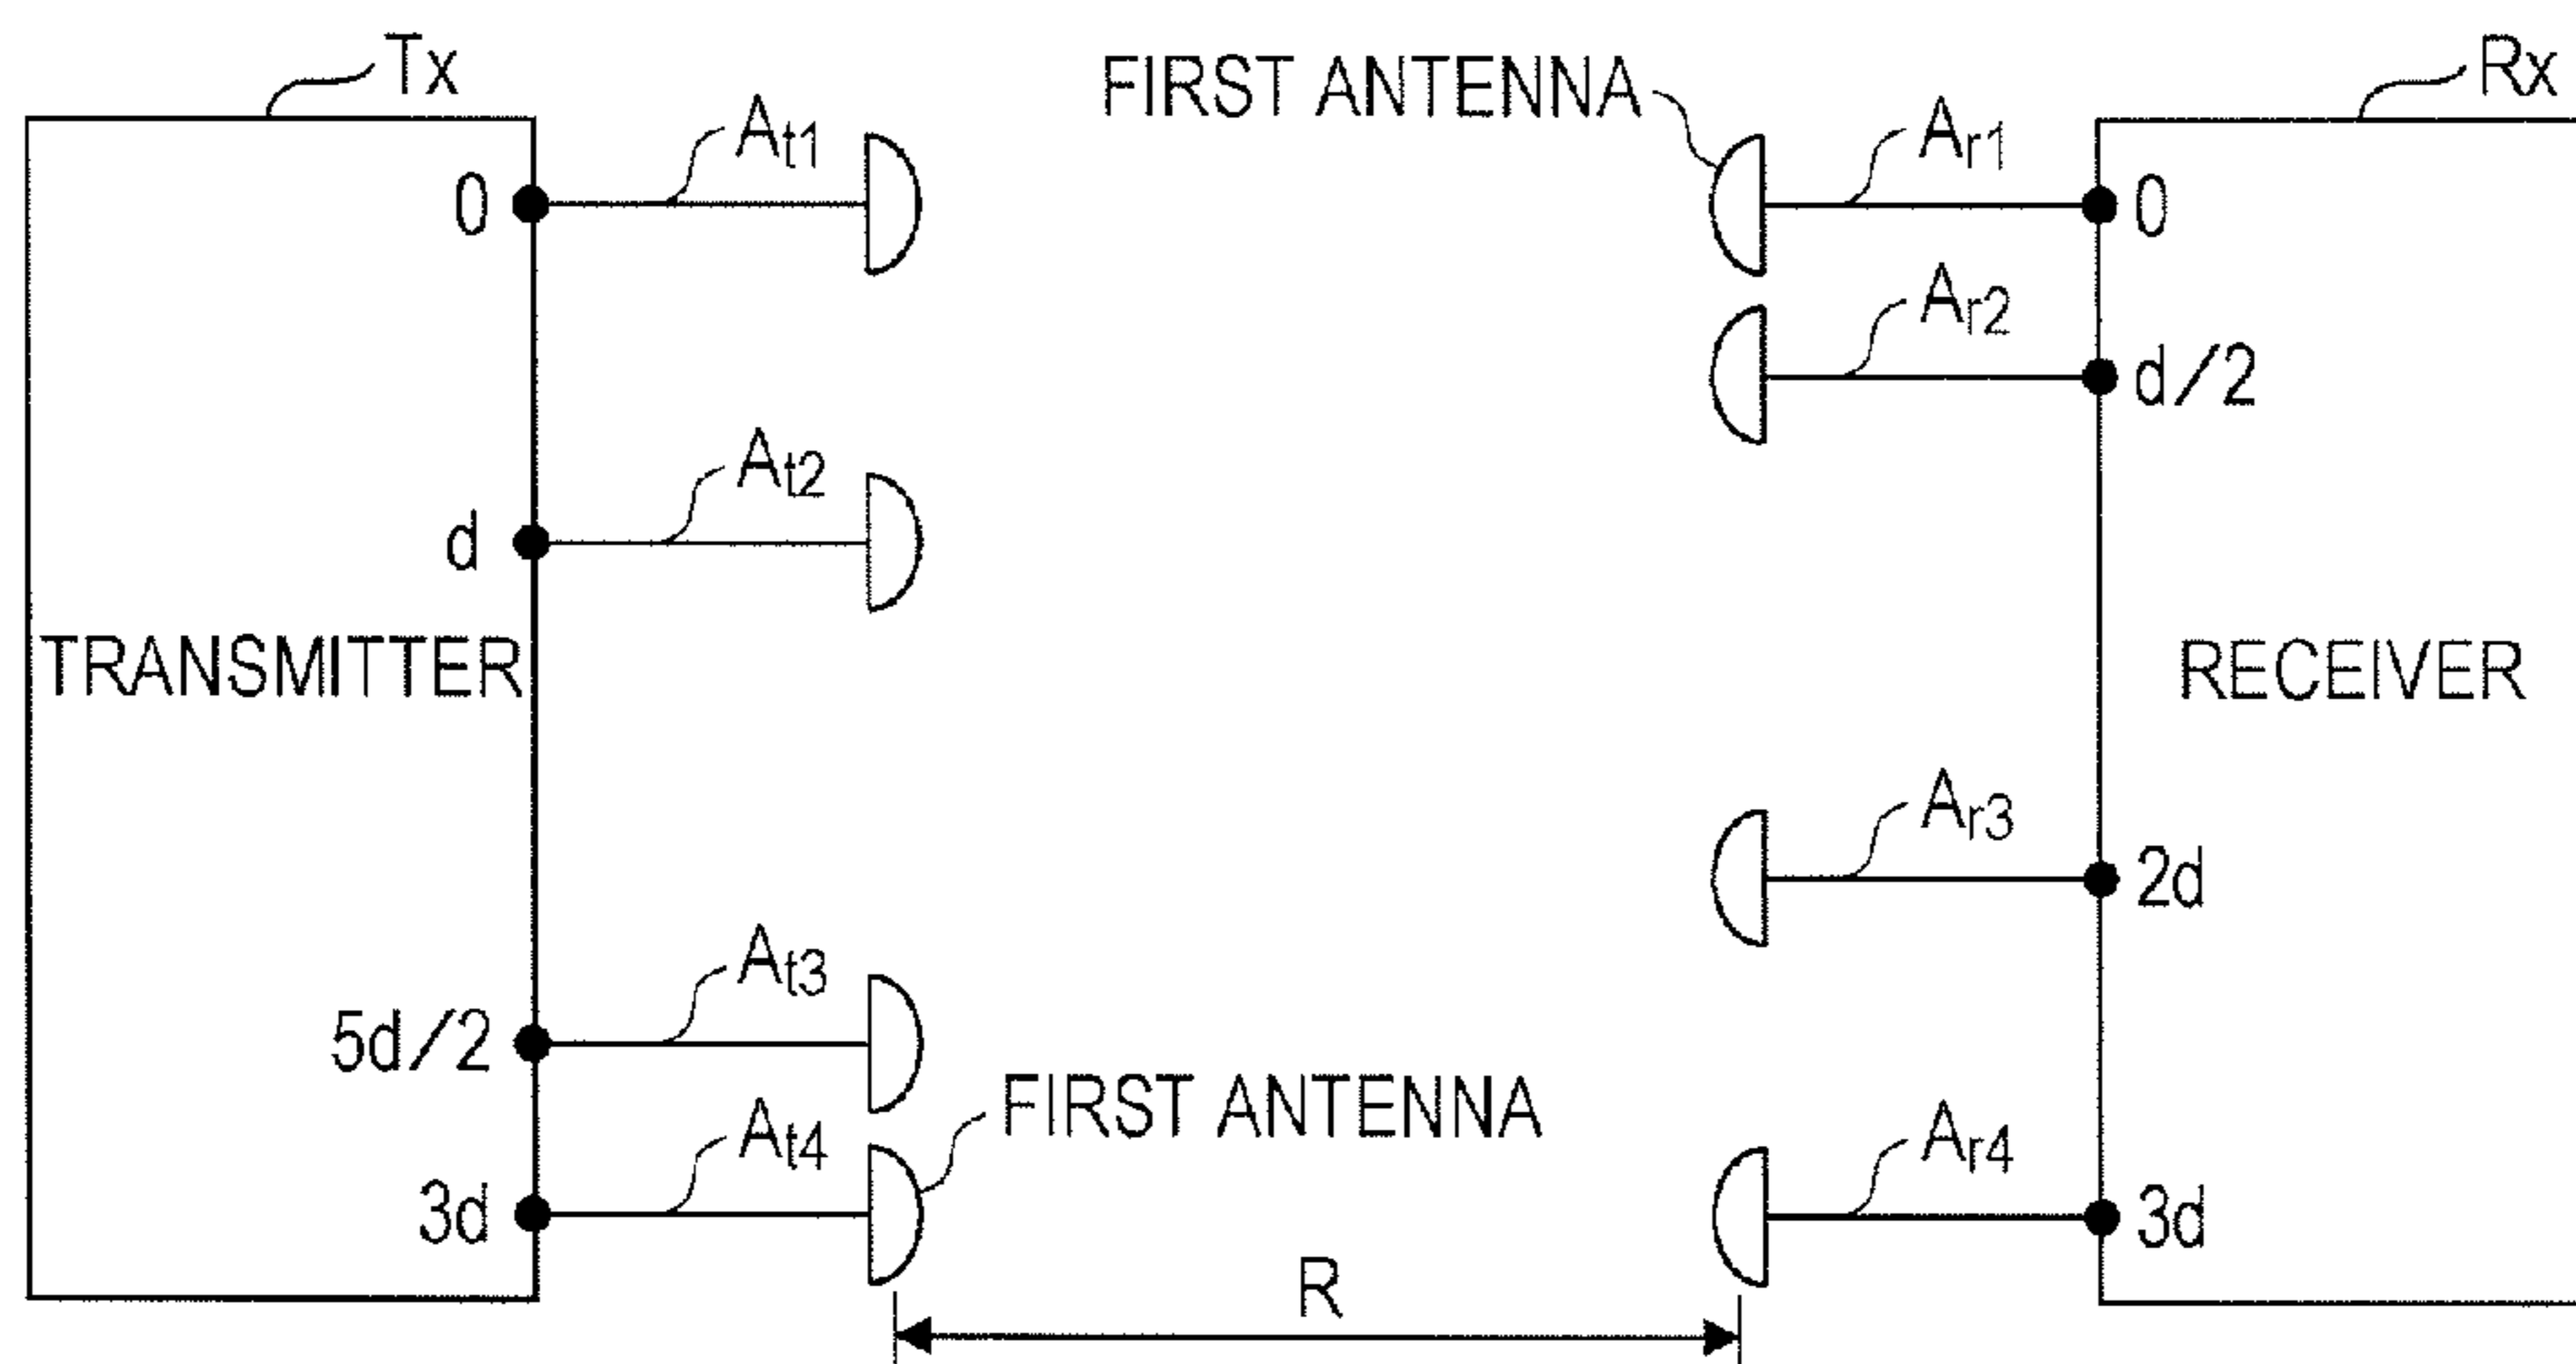 Tx
FIRST ANTENNA
Rx
At1
Ar1
0
0
Ar2
d/2
At2
d
TRANSMITTER
RECEIVER
Ar3
2d
At3
5d/2
FIRST ANTENNA
At4
Ar4
3d
3d
R